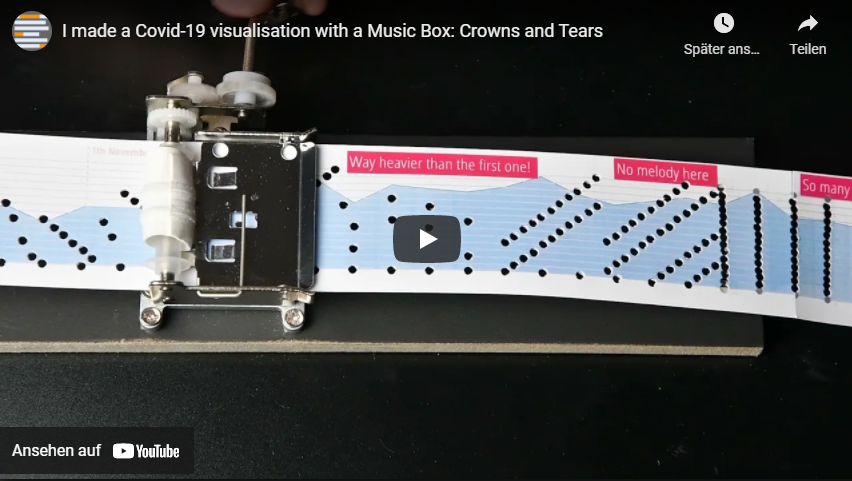 I made a Covid-19 visualisation with a Music Box: Crowns and Tears
Später ans...
Teilen
Way heavier than the first one!
No melody here
So many
Ansehen auf YouTube